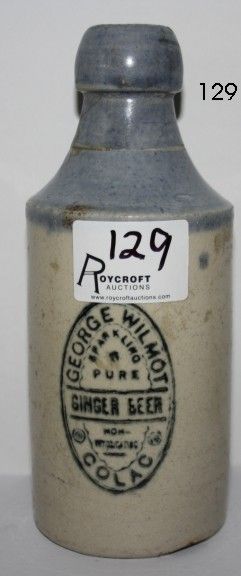 129
129
ROYCROFT
AUCTIONS
www.roycroftauctions.com
GEORGE WILMOT
SPARKLING
&
PURE
GINGER BEER
NON-
INTOXICATING
COLAC